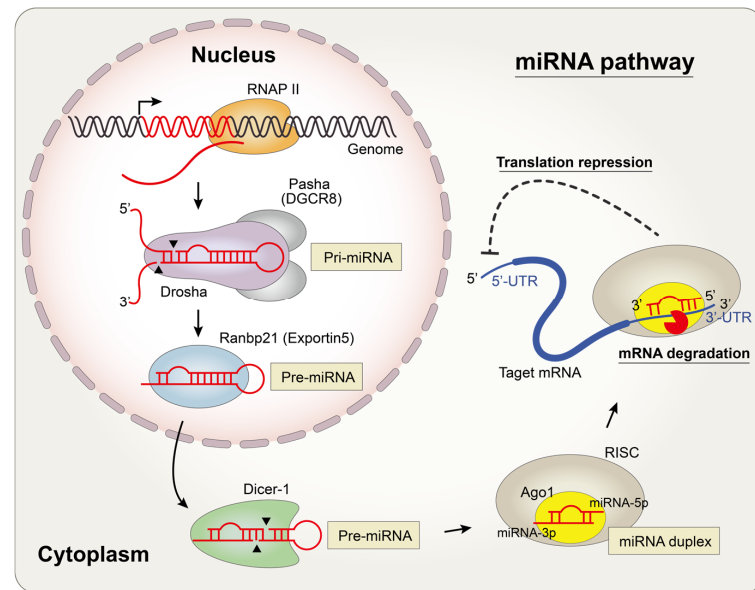 Nucleus
miRNA pathway
RNAP II
Genome
Pasha
(DGCR8)
5’
Pri-miRNA
Drosha
3’
Ranbp21 (Exportin5)
Pre-miRNA
Translation repression
5’
5'-UTR
3’
5’
3’
3'-UTR
mRNA degradation
Taget mRNA
Dicer-1
Pre-miRNA
Cytoplasm
RISC
Ago1
miRNA-5p
miRNA-3p
miRNA duplex